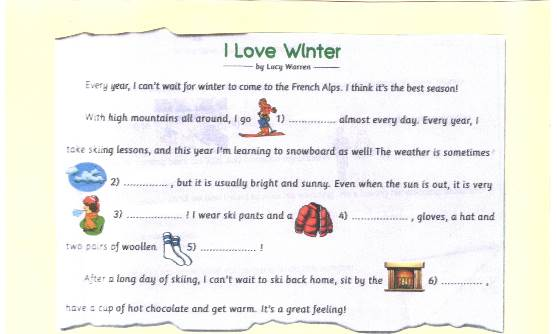 I Love Winter
by Lucy Warren
Every year, I can't wait for winter to come to the French Alps. I think it's the best season!
With high mountains all around, I go 1) .............. almost every day. Every year, I
take skiing lessons, and this year I'm learning to snowboard as well! The weather is sometimes
2) ............. , but it is usually bright and sunny. Even when the sun is out, it is very
3) ................ ! I wear ski pants and a 4) ................ , gloves, a hat and
two pairs of woollen 5) ................ !
After a long day of skiing, I can't wait to ski back home, sit by the 6) ............ ,
have a cup of hot chocolate and get warm. It's a great feeling!